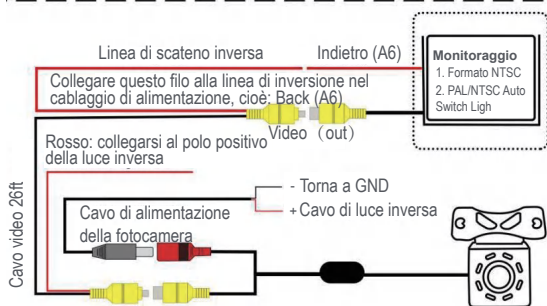 Linea di scateno inversa
Indietro (A6)
Monitoraggio
1. Formato NTSC
2. PAL/NTSC Auto
Switch Ligh
Collegare questo filo alla linea di inversione nel
cablaggio di alimentazione, cioè: Back (A6)
Video (out)
Rosso: collegarsi al polo positivo
della luce inversa
- Torna a GND
+ Cavo di luce inversa
Cavo di alimentazione
della fotocamera
Cavo video 26ft